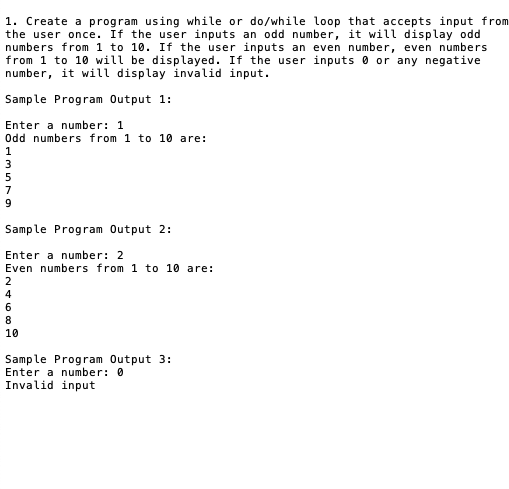 1. Create a program using while or do/while loop that accepts input from
the user once. If the user inputs an odd number, it will display odd
numbers from 1 to 10. If the user inputs an even number, even numbers
from 1 to 10 will be displayed. If the user inputs 0 or any negative
number, it will display invalid input.
Sample Program Output 1:
Enter a number: 1
Odd numbers from 1 to 10 are:
1
3
5
7
9
Sample Program Output 2:
Enter a number: 2
Even numbers from 1 to 10 are:
2
4
6
8
10
Sample Program Output 3:
Enter a number: 0
Invalid input